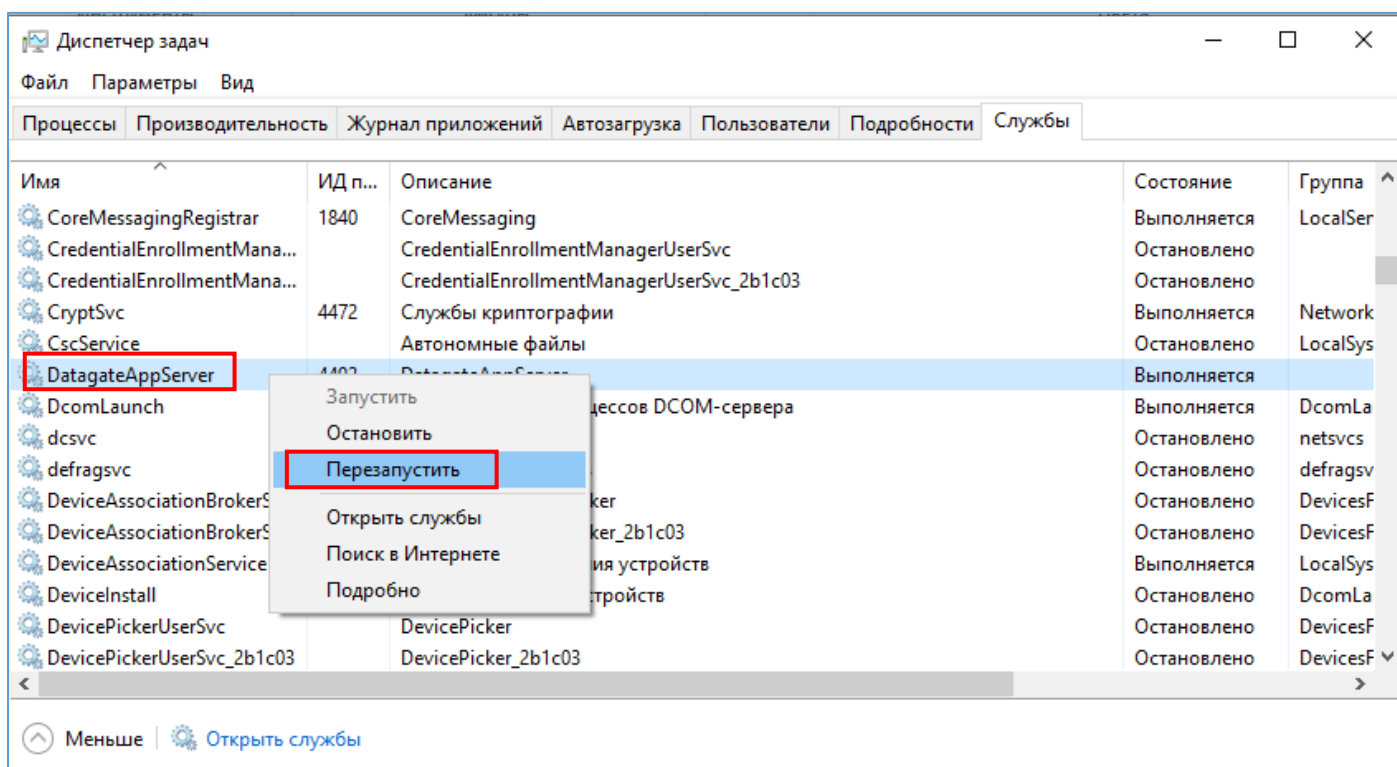 Диспетчер задач
Файл Параметры Вид
Процессы Производительность Журнал приложений Автозагрузка Пользователи Подробности Службы
Имя ИД п... Описание Состояние Группа
CoreMessagingRegistrar 1840 CoreMessaging Выполняется LocalSer
CredentialEnrollmentMana... CredentialEnrollmentManagerUserSvc Остановлено
CredentialEnrollmentMana... CredentialEnrollmentManagerUserSvc_2b1c03 Остановлено
CryptSvc 4472 Службы криптографии Выполняется Network
CscService Автономные файлы Остановлено LocalSys
DatagateAppServer Выполняется
Запустить
DcomLaunch цессов DCOM-сервера Выполняется DcomLa
dcsvc Остановить Остановлено netsvcs
defragsvc Перезапустить Остановлено defragsv
DeviceAssociationBrokerS ker Остановлено DevicesF
Открыть службы
DeviceAssociationBrokerS ker_2b1c03 Остановлено DevicesF
DeviceAssociationService Поиск в Интернете ия устройств Выполняется LocalSys
DeviceInstall Подробно тройств Остановлено DcomLa
DevicePickerUserSvc DevicePicker Остановлено DevicesF
DevicePickerUserSvc_2b1c03 DevicePicker_2b1c03 Остановлено DevicesF
Меньше Открыть службы